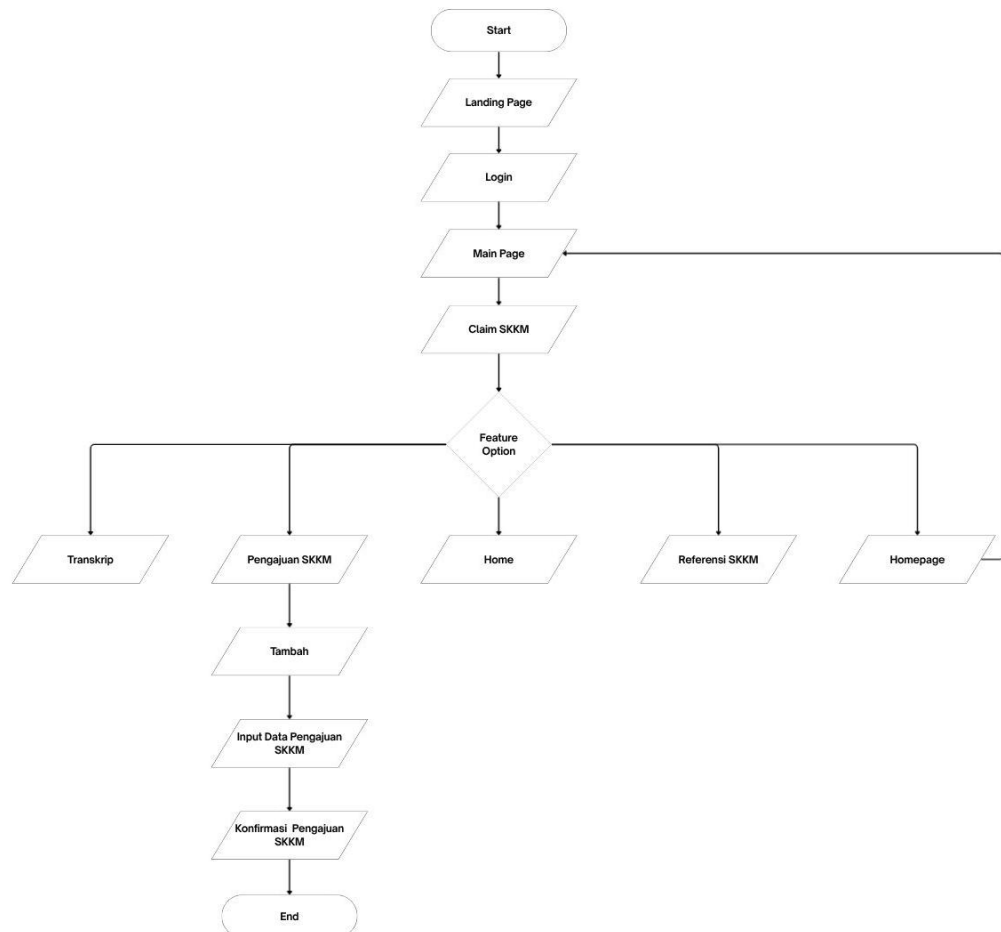 Start
Landing Page
Login
Main Page
Claim SKKM
Feature
Option
Transkrip
Pengajuan SKKM
Home
Referensi SKKM
Homepage
Tambah
Input Data Pengajuan
SKKM
Konfirmasi Pengajuan
SKKM
End